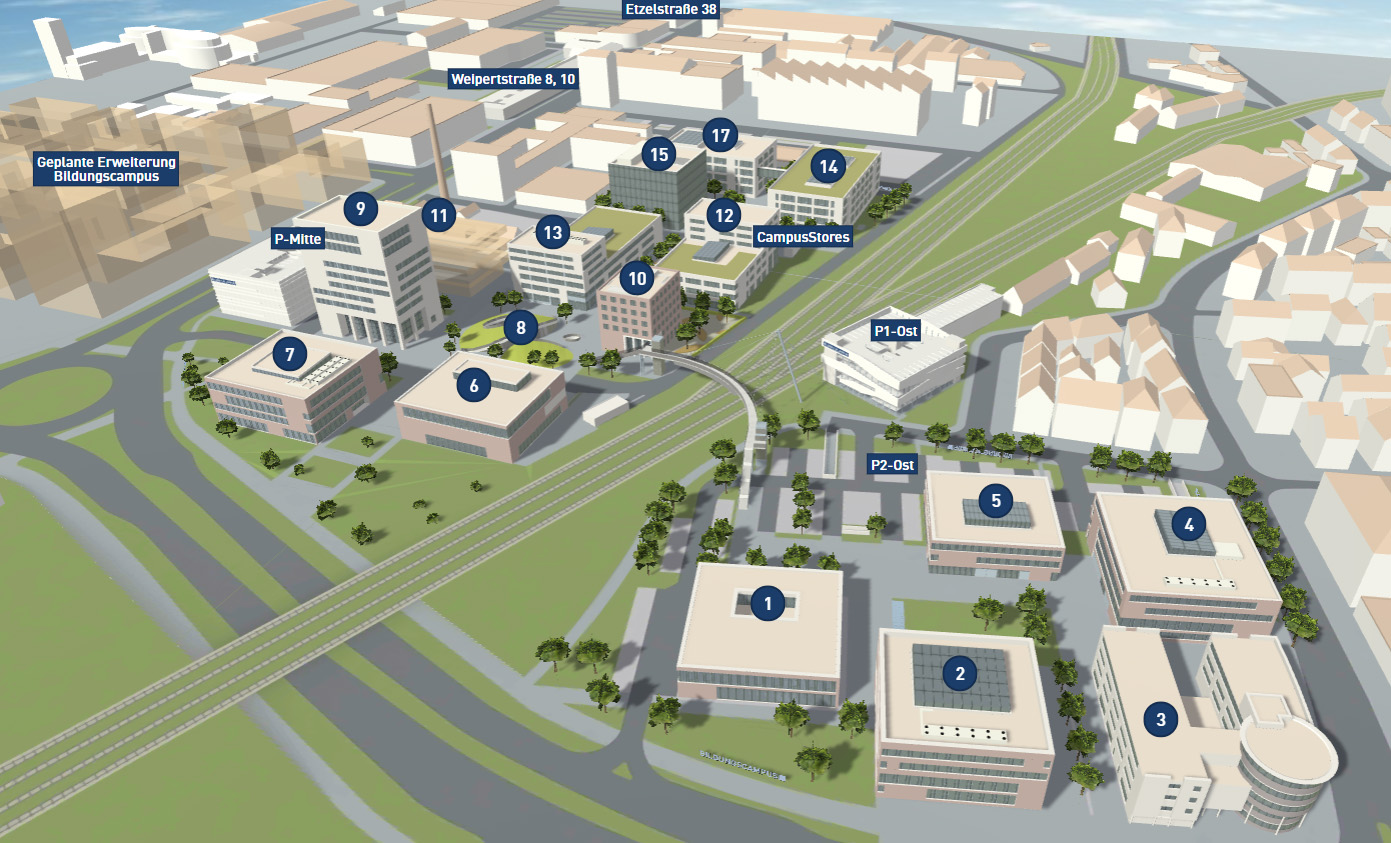 Etzelstraße 38
Weipertstraße 8, 10
Geplante Erweiterung
Bildungscampus
15
17
14
9
11
12
P-Mitte
13
CampusStores
10
8
P1-Ost
7
6
P2-Ost
5
4
1
2
3
BILDUNGSCAMPUS